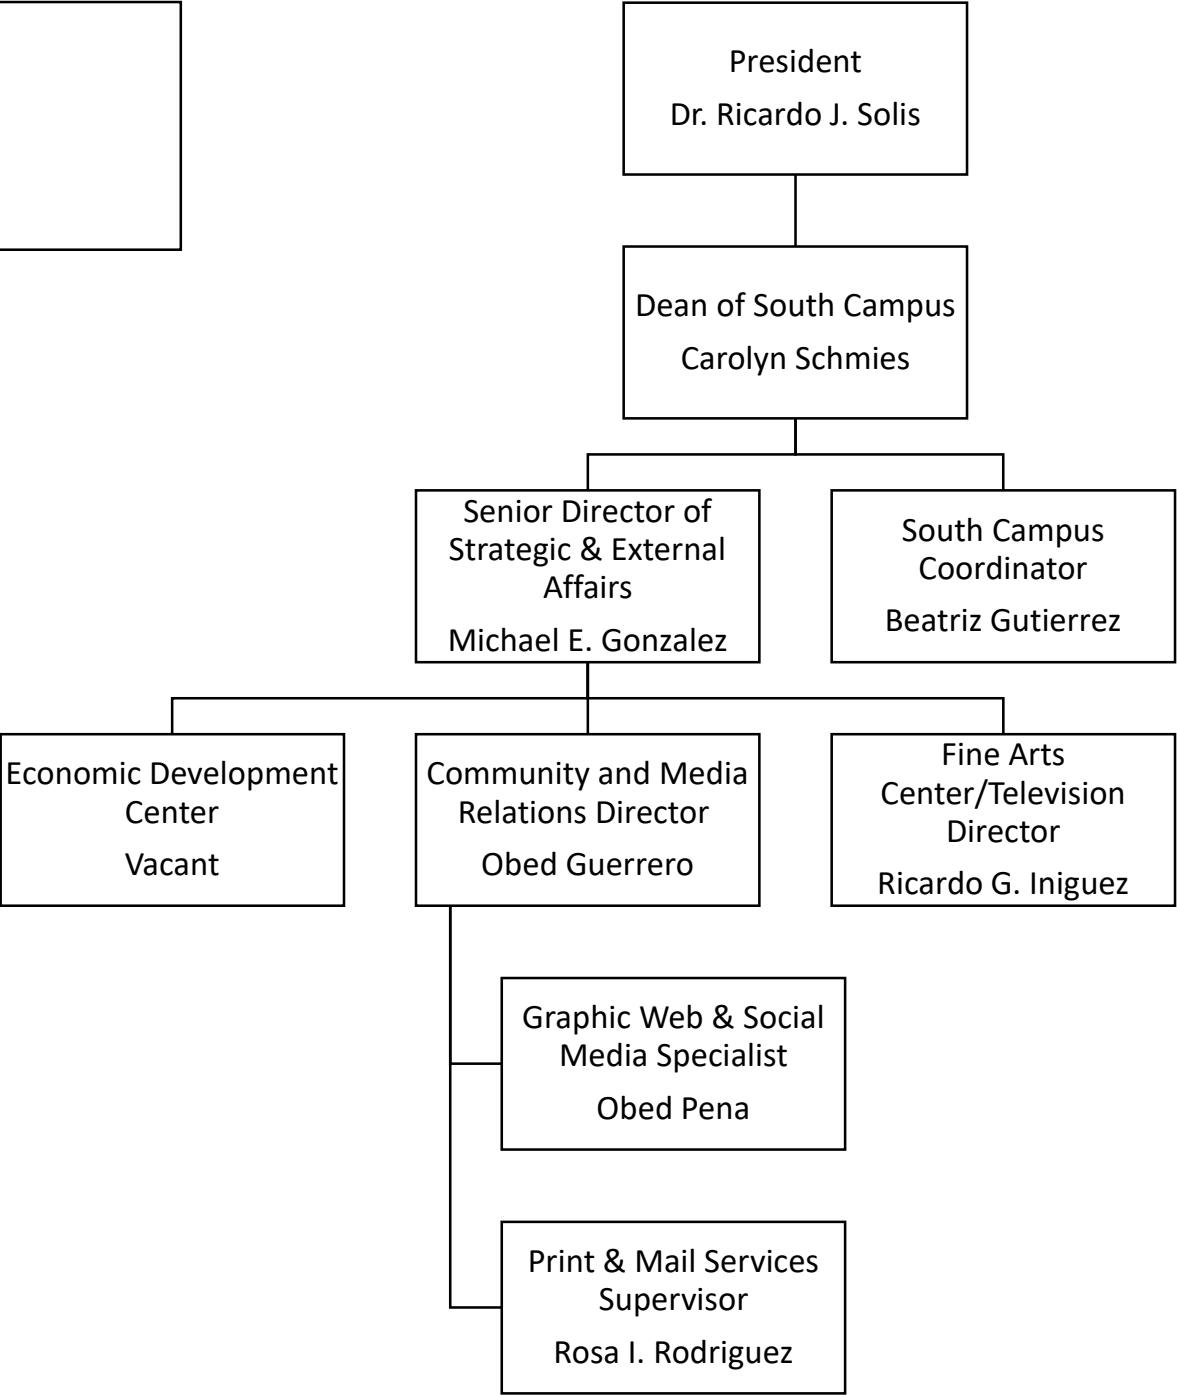 President
Dr. Ricardo J. Solis
Dean of South Campus
Carolyn Schmies
Senior Director of
Strategic & External
Affairs
Michael E. Gonzalez
South Campus
Coordinator
Beatriz Gutierrez
Economic Development
Center
Vacant
Community and Media
Relations Director
Obed Guerrero
Fine Arts
Center/Television
Director
Ricardo G. Iniguez
Graphic Web & Social
Media Specialist
Obed Pena
Print & Mail Services
Supervisor
Rosa I. Rodriguez